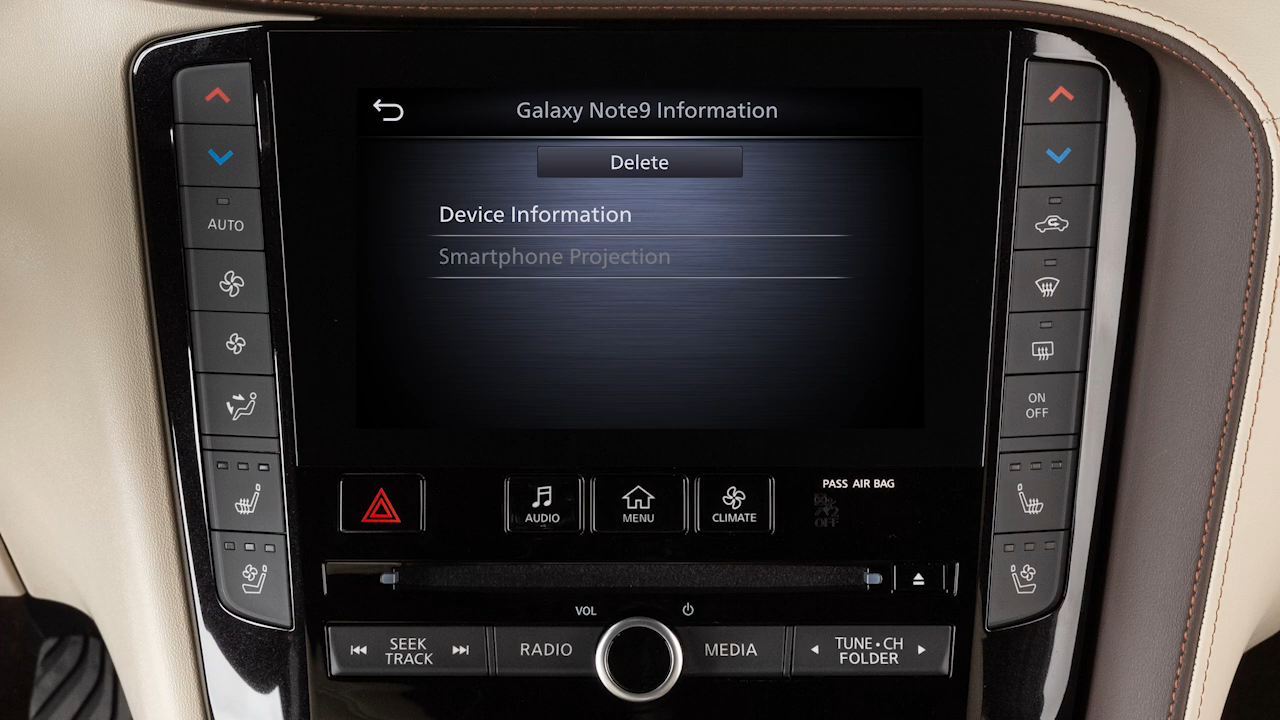 Galaxy Note9 Information
Delete
Device Information
Smartphone Projection
AUTO
ON
OFF
PASS AIR BAG
OFF
AUDIO
MENU
CLIMATE
VOL
SEEK
TRACK
RADIO
MEDIA
TUNE•CH
FOLDER